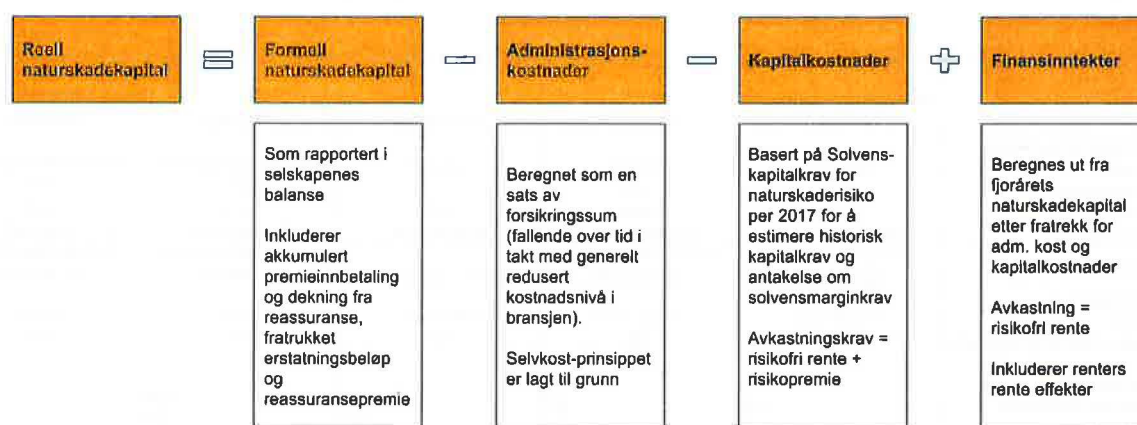 Reell
naturskadekapital
=
Formell
naturskadekapital
−
Administrasjons-
kostnader
−
Kapitalkostnader
+
Finansinntekter
Som rapportert i
selskapenes
balanse
Inkluderer
akkumulert
premieinnbetaling
og dekning fra
reassuranse,
fratrukket
erstatningsbeløp
og
reassuransepremie
Beregnet som en
sats av
forsikringssum
(fallende over tid i
takt med generelt
redusert
kostnadsnivå i
bransjen).
Selvkost-prinsippet
er lagt til grunn
Basert på Solvens-
kapitalkrav for
naturskaderisiko
per 2017 for å
estimere historisk
kapitalkrav og
antakelse om
solvensmarginkrav
Avkastningskrav =
risikofri rente +
risikopremie
Beregnes ut fra
fjorårets
naturskadekapital
etter fratrekk for
adm. kost og
kapitalkostnader
Avkastning =
risikofri rente
Inkluderer renters
rente effekter